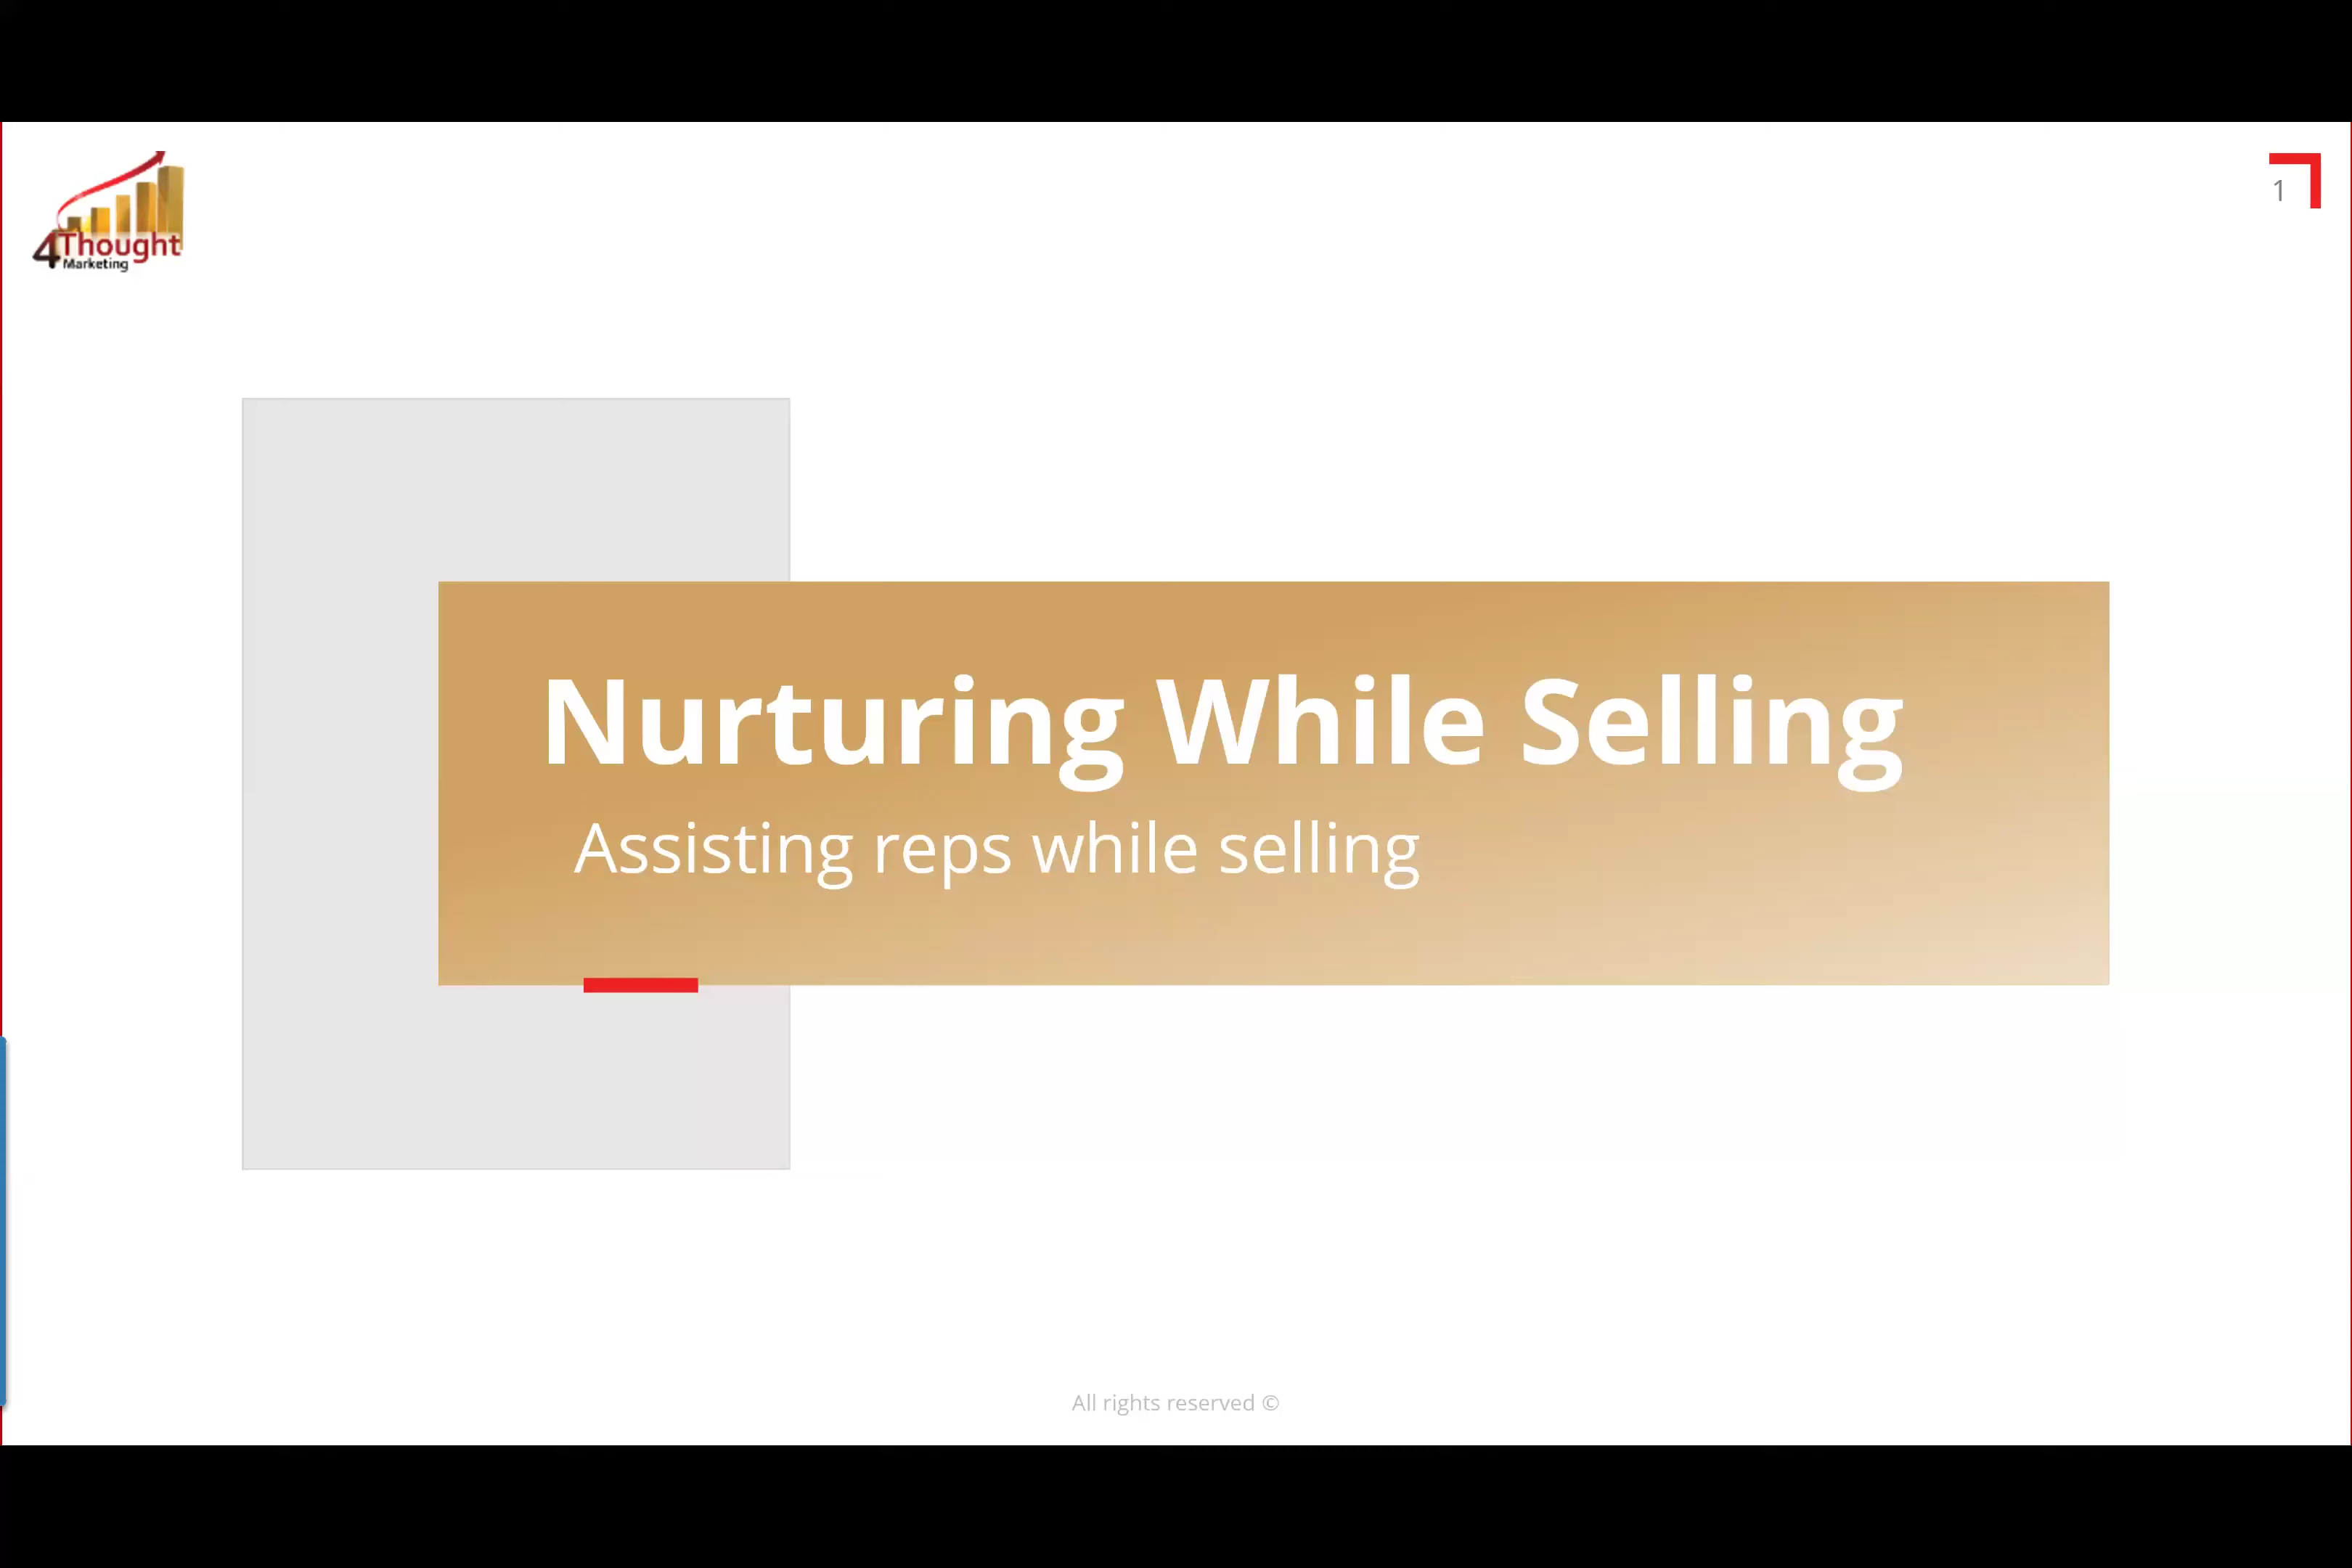 4Thought
Marketing
1
Nurturing While Selling
Assisting reps while selling
All rights reserved ©